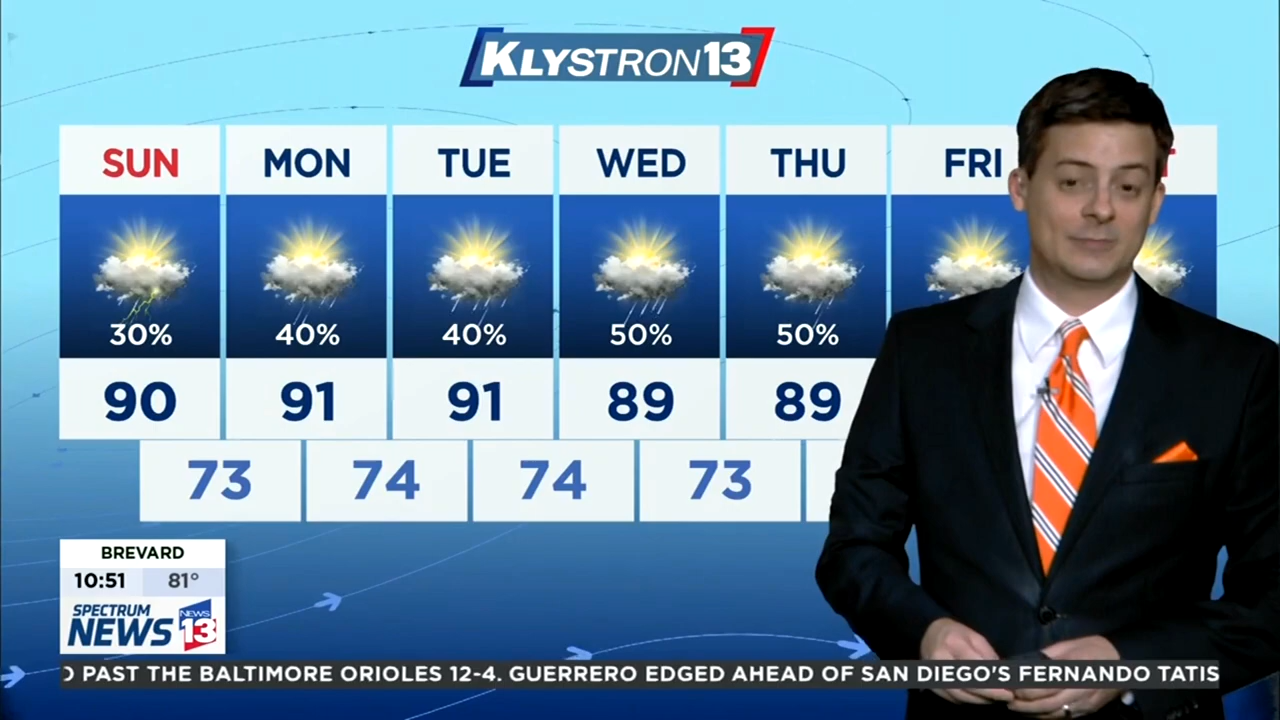 KLYSTRON13
SUN MON TUE WED THU FRI
30% 40% 40% 50% 50%
90 91 91 89 89
73 74 74 73
BREVARD
10:51 81°
SPECTRUM
NEWS NEWS 13
PAST THE BALTIMORE ORIOLES 12-4. GUERRERO EDGED AHEAD OF SAN DIEGO'S FERNANDO TATIS